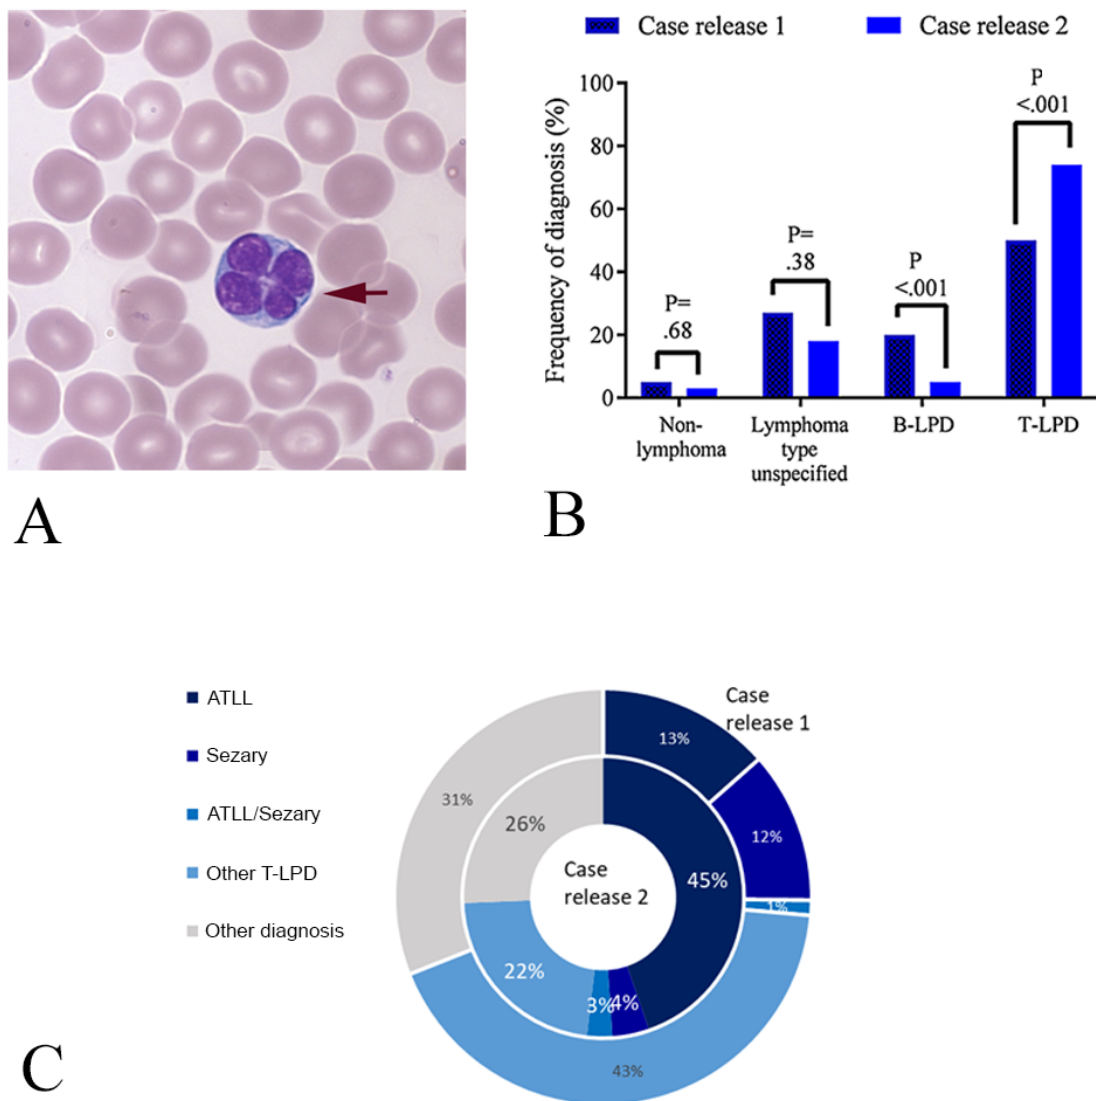 Case release 1
Case release 2
Frequency of diagnosis (%)
100
80
60
40
20
0
P=
.68
P=
.38
P
<.001
P
<.001
Non-
lymphoma
Lymphoma
type
unspecified
B-LPD
T-LPD
A
B
ATLL
Sezary
ATLL/Sezary
Other T-LPD
Other diagnosis
Case
release 1
13%
12%
1%
43%
31%
Case
release 2
45%
4%
3%
22%
26%
C